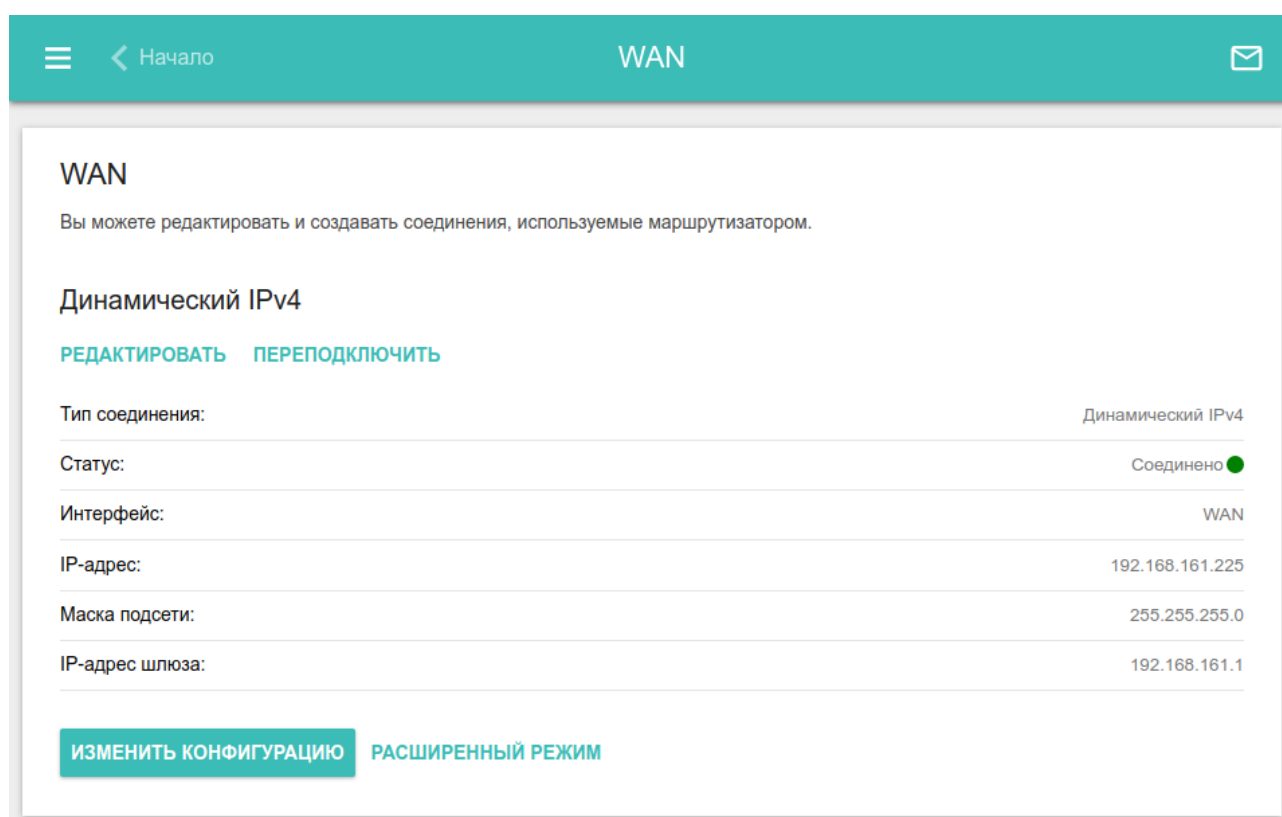 Начало
WAN
WAN
Вы можете редактировать и создавать соединения, используемые маршрутизатором.
Динамический IPv4
РЕДАКТИРОВАТЬ ПЕРЕПОДКЛЮЧИТЬ
Тип соединения: Динамический IPv4
Статус: Соединено
Интерфейс: WAN
IP-адрес: 192.168.161.225
Маска подсети: 255.255.255.0
IP-адрес шлюза: 192.168.161.1
ИЗМЕНИТЬ КОНФИГУРАЦИЮ РАСШИРЕННЫЙ РЕЖИМ